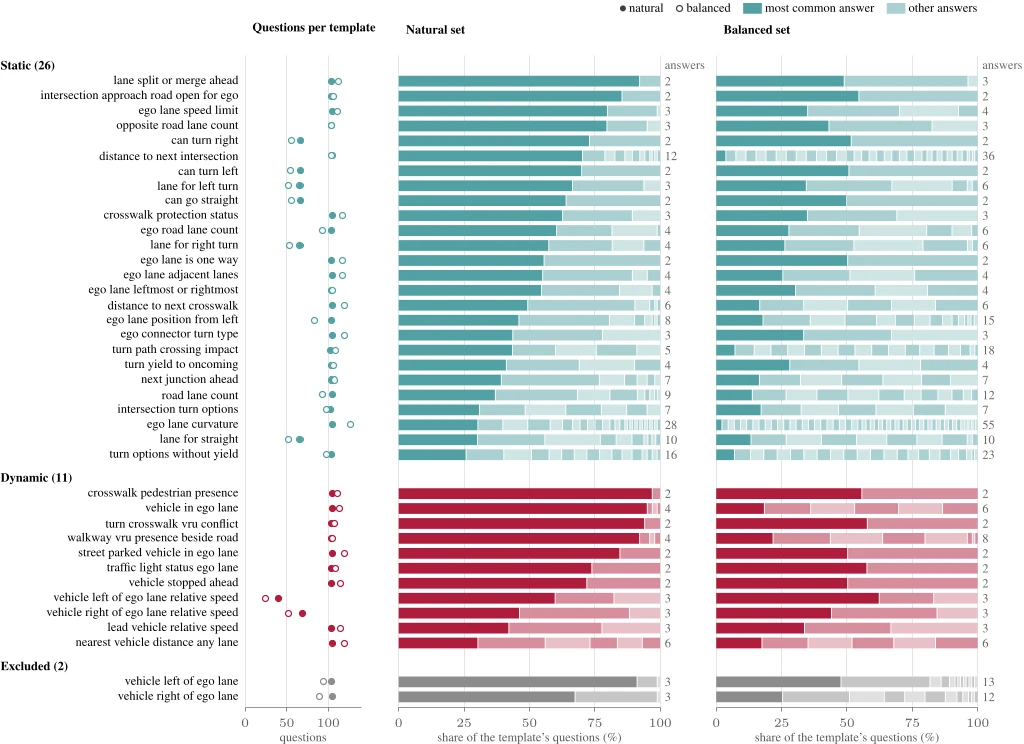 natural balanced most common answer other answers
Questions per template Natural set Balanced set
Static (26) answers answers
lane split or merge ahead 2 3
intersection approach road open for ego 2 2
ego lane speed limit 3 4
opposite road lane count 3 3
can turn right 2 2
distance to next intersection 12 36
can turn left 2 2
lane for left turn 3 6
can go straight 2 2
crosswalk protection status 3 3
ego road lane count 4 6
lane for right turn 4 6
ego lane is one way 2 2
ego lane adjacent lanes 4 4
ego lane leftmost or rightmost 4 4
distance to next crosswalk 6 6
ego lane position from left 8 15
ego connector turn type 3 3
turn path crossing impact 5 18
turn yield to oncoming 4 4
next junction ahead 7 7
road lane count 9 12
intersection turn options 7 7
ego lane curvature 28 55
lane for straight 10 10
turn options without yield 16 23
Dynamic (11)
crosswalk pedestrian presence 2 2
vehicle in ego lane 4 6
turn crosswalk vru conflict 2 2
walkway vru presence beside road 4 8
street parked vehicle in ego lane 2 2
traffic light status ego lane 2 2
vehicle stopped ahead 2 2
vehicle left of ego lane relative speed 3 3
vehicle right of ego lane relative speed 3 3
lead vehicle relative speed 3 3
nearest vehicle distance any lane 6 6
Excluded (2)
vehicle left of ego lane 3 13
vehicle right of ego lane 3 12
0 50 100 0 25 50 75 100 0 25 50 75 100
questions share of the template's questions (%) share of the template's questions (%)